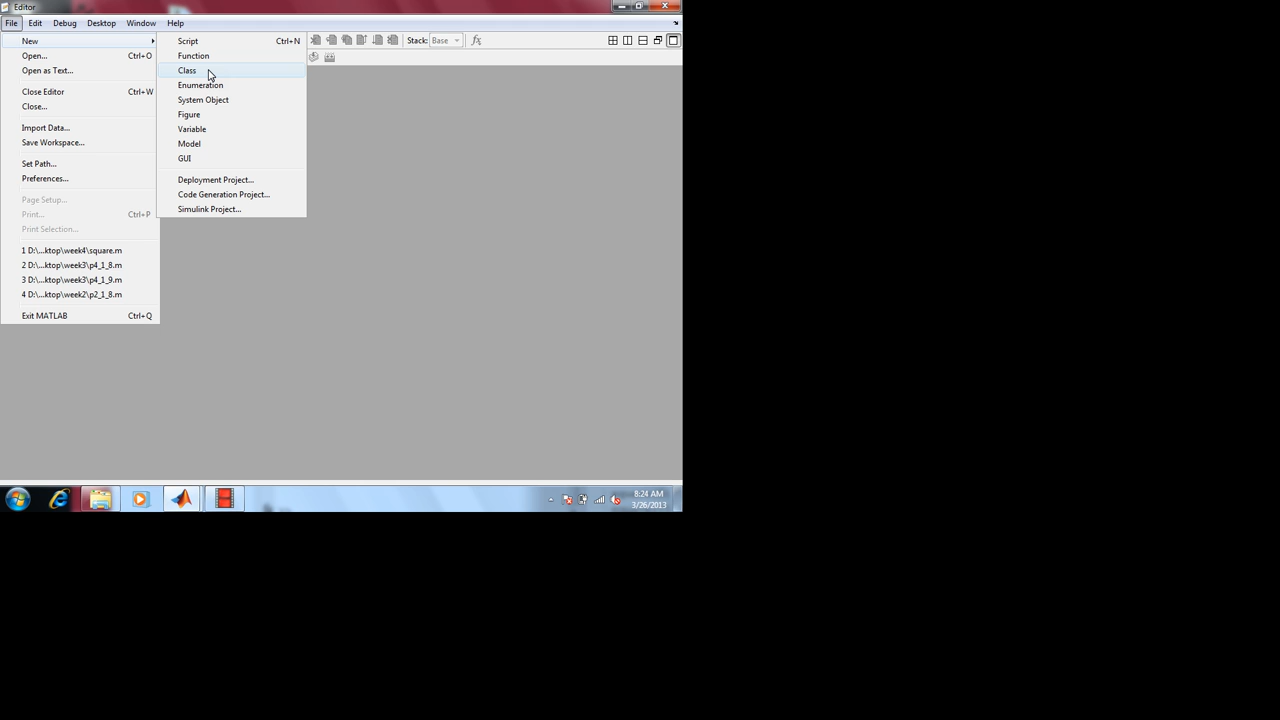 Editor
File Edit Debug Desktop Window Help
New
Open... Ctrl+O
Open as Text...
Close Editor Ctrl+W
Close...
Import Data...
Save Workspace...
Set Path...
Preferences...
Page Setup...
Print... Ctrl+P
Print Selection...
1 D:\...ktop\week4\square.m
2 D:\...ktop\week3\p4_1_8.m
3 D:\...ktop\week3\p4_1_9.m
4 D:\...ktop\week2\p2_1_8.m
Exit MATLAB Ctrl+Q
Script Ctrl+N
Function
Class
Enumeration
System Object
Figure
Variable
Model
GUI
Deployment Project...
Code Generation Project...
Simulink Project...
Stack: Base fx
8:24 AM
3/26/2013